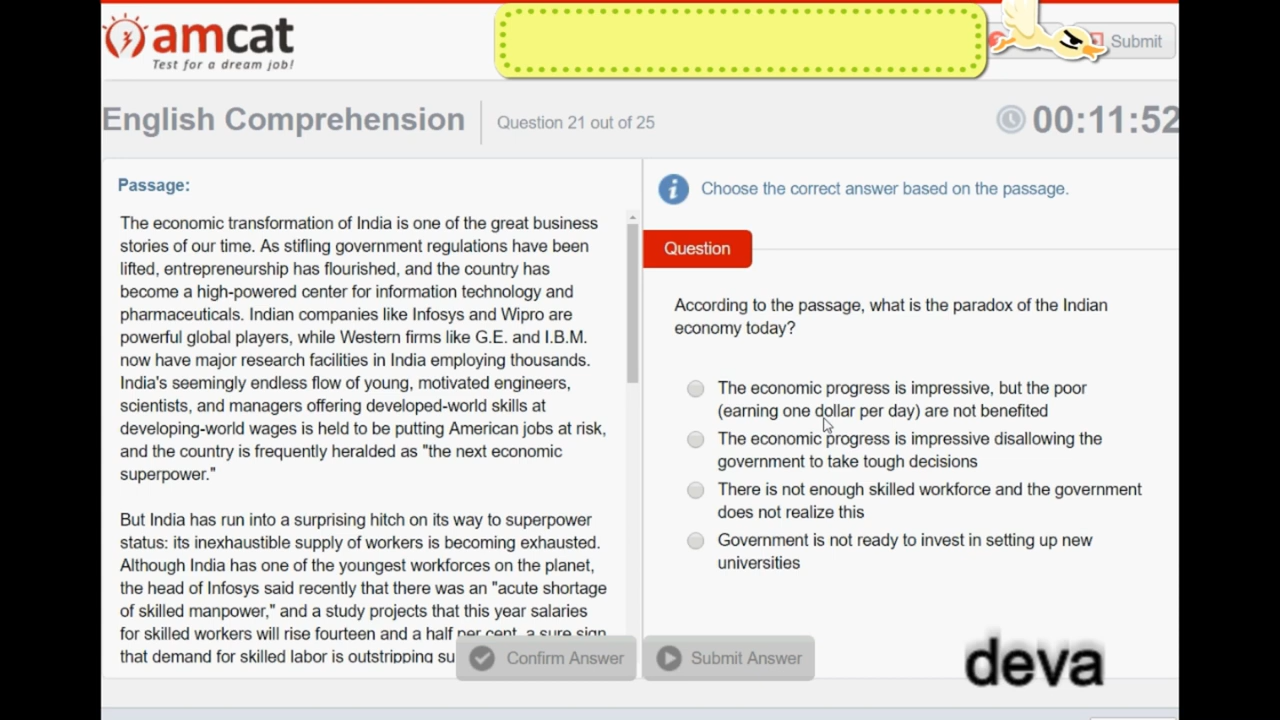 amcat
Test for a dream job!
Submit
English Comprehension
Question 21 out of 25
00:11:52
Passage:
The economic transformation of India is one of the great business
stories of our time. As stifling government regulations have been
lifted, entrepreneurship has flourished, and the country has
become a high-powered center for information technology and
pharmaceuticals. Indian companies like Infosys and Wipro are
powerful global players, while Western firms like G.E. and I.B.M.
now have major research facilities in India employing thousands.
India's seemingly endless flow of young, motivated engineers,
scientists, and managers offering developed-world skills at
developing-world wages is held to be putting American jobs at risk,
and the country is frequently heralded as "the next economic
superpower."
But India has run into a surprising hitch on its way to superpower
status: its inexhaustible supply of workers is becoming exhausted.
Although India has one of the youngest workforces on the planet,
the head of Infosys said recently that there was an "acute shortage
of skilled manpower," and a study projects that this year salaries
for skilled workers will rise fourteen and a half per cent, a sure sign
that demand for skilled labor is outstripping su
Choose the correct answer based on the passage.
Question
According to the passage, what is the paradox of the Indian
economy today?
The economic progress is impressive, but the poor
(earning one dollar per day) are not benefited
The economic progress is impressive disallowing the
government to take tough decisions
There is not enough skilled workforce and the government
does not realize this
Government is not ready to invest in setting up new
universities
Confirm Answer
Submit Answer
deva